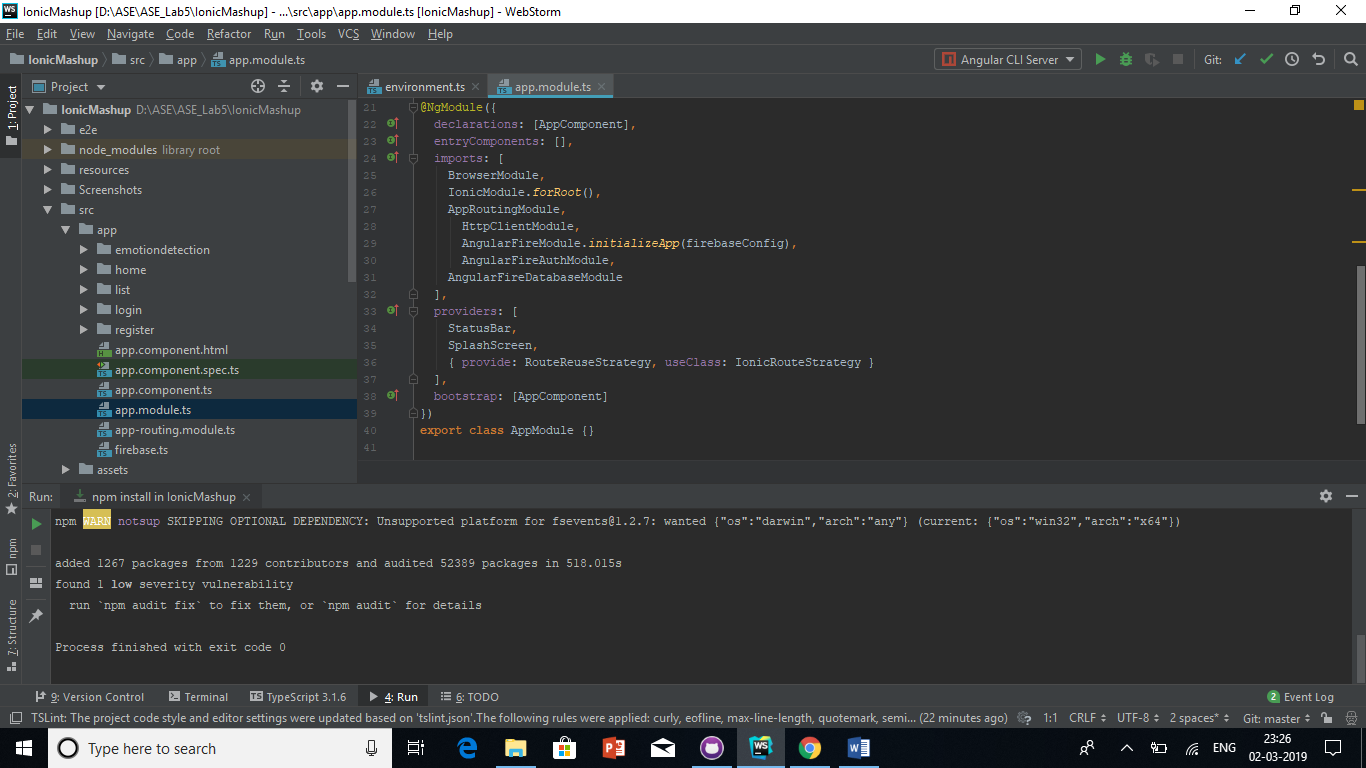 IonicMashup [D:\ASE\ASE_Lab5\IonicMashup] - ...\src\app\app.module.ts [IonicMashup] - WebStorm
File Edit View Navigate Code Refactor Run Tools VCS Window Help
IonicMashup src app app.module.ts
Angular CLI Server
Git:
1: Project
Project
environment.ts
app.module.ts
IonicMashup D:\ASE\ASE_Lab5\IonicMashup
e2e
node_modules library root
resources
Screenshots
src
app
emotiondetection
home
list
login
register
app.component.html
app.component.spec.ts
app.component.ts
app.module.ts
app-routing.module.ts
firebase.ts
assets
21 @NgModule({
22 declarations: [AppComponent],
23 entryComponents: [],
24 imports: [
25 BrowserModule,
26 IonicModule.forRoot(),
27 AppRoutingModule,
28 HttpClientModule,
29 AngularFireModule.initializeApp(firebaseConfig),
30 AngularFireAuthModule,
31 AngularFireDatabaseModule
32 ],
33 providers: [
34 StatusBar,
35 SplashScreen,
36 { provide: RouteReuseStrategy, useClass: IonicRouteStrategy }
37 ],
38 bootstrap: [AppComponent]
39 })
40 export class AppModule {}
41
2: Favorites
npm
7: Structure
Run: npm install in IonicMashup
npm WARN notsup SKIPPING OPTIONAL DEPENDENCY: Unsupported platform for fsevents@1.2.7: wanted {"os":"darwin","arch":"any"} (current: {"os":"win32","arch":"x64"})
added 1267 packages from 1229 contributors and audited 52389 packages in 518.015s
found 1 low severity vulnerability
run `npm audit fix` to fix them, or `npm audit` for details
Process finished with exit code 0
9: Version Control Terminal TypeScript 3.1.6 4: Run 6: TODO
2 Event Log
TSLint: The project code style and editor settings were updated based on 'tslint.json'.The following rules were applied: curly, eofline, max-line-length, quotemark, semi... (22 minutes ago)
1:1 CRLF UTF-8 2 spaces* Git: master
Type here to search
ENG
23:26
02-03-2019